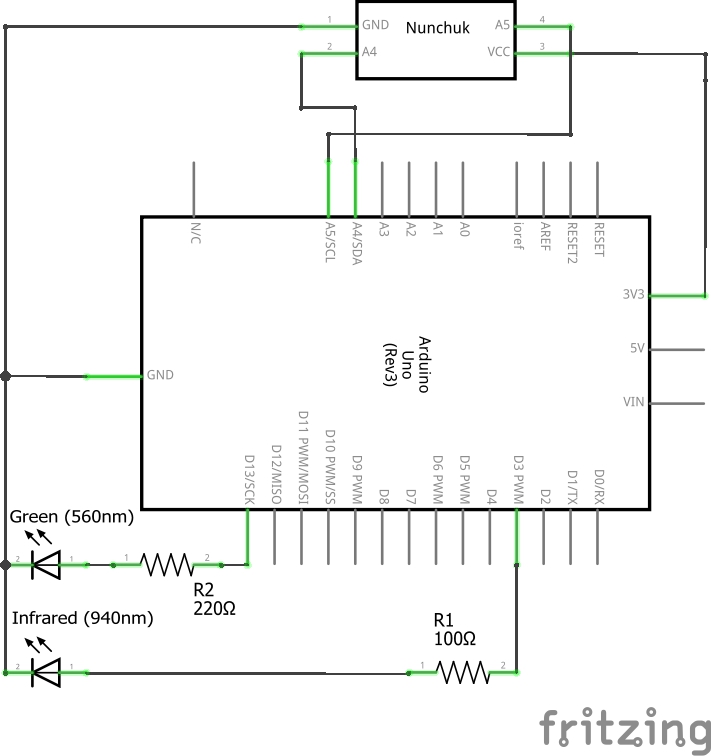 1 GND Nunchuk A5 4
2 A4 VCC 3
N/C A5/SCL A4/SDA A3 A2 A1 A0 ioref AREF RESET2 RESET
3V3
5V
VIN
GND
Arduino
Uno
(Rev3)
D13/SCK D12/MISO D11 PWM/MOSI D10 PWM/SS D9 PWM D8 D7 D6 PWM D5 PWM D4 D3 PWM D2 D1/TX D0/RX
Green (560nm)
2 1 1 2
R2
220Ω
Infrared (940nm)
R1
100Ω
2 1 1 2
fritzing